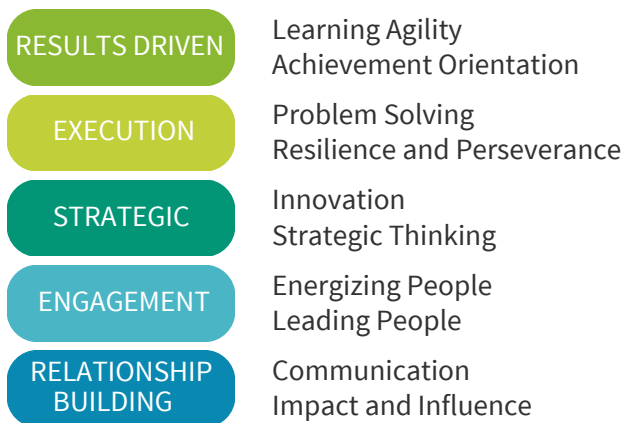 RESULTS DRIVEN
Learning Agility
Achievement Orientation
EXECUTION
Problem Solving
Resilience and Perseverance
STRATEGIC
Innovation
Strategic Thinking
ENGAGEMENT
Energizing People
Leading People
RELATIONSHIP
BUILDING
Communication
Impact and Influence